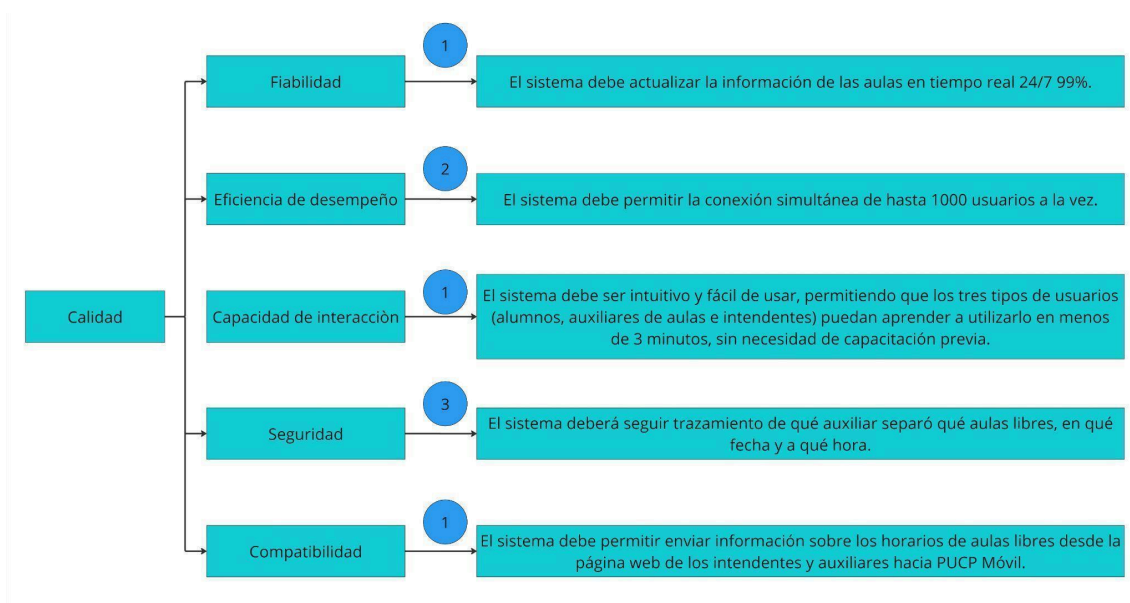 1
Fiabilidad
El sistema debe actualizar la información de las aulas en tiempo real 24/7 99%.
2
Eficiencia de desempeño
El sistema debe permitir la conexión simultánea de hasta 1000 usuarios a la vez.
Calidad
1
Capacidad de interacciòn
El sistema debe ser intuitivo y fácil de usar, permitiendo que los tres tipos de usuarios
(alumnos, auxiliares de aulas e intendentes) puedan aprender a utilizarlo en menos
de 3 minutos, sin necesidad de capacitación previa.
3
Seguridad
El sistema deberá seguir trazamiento de qué auxiliar separó qué aulas libres, en qué
fecha y a qué hora.
1
Compatibilidad
El sistema debe permitir enviar información sobre los horarios de aulas libres desde la
página web de los intendentes y auxiliares hacia PUCP Móvil.